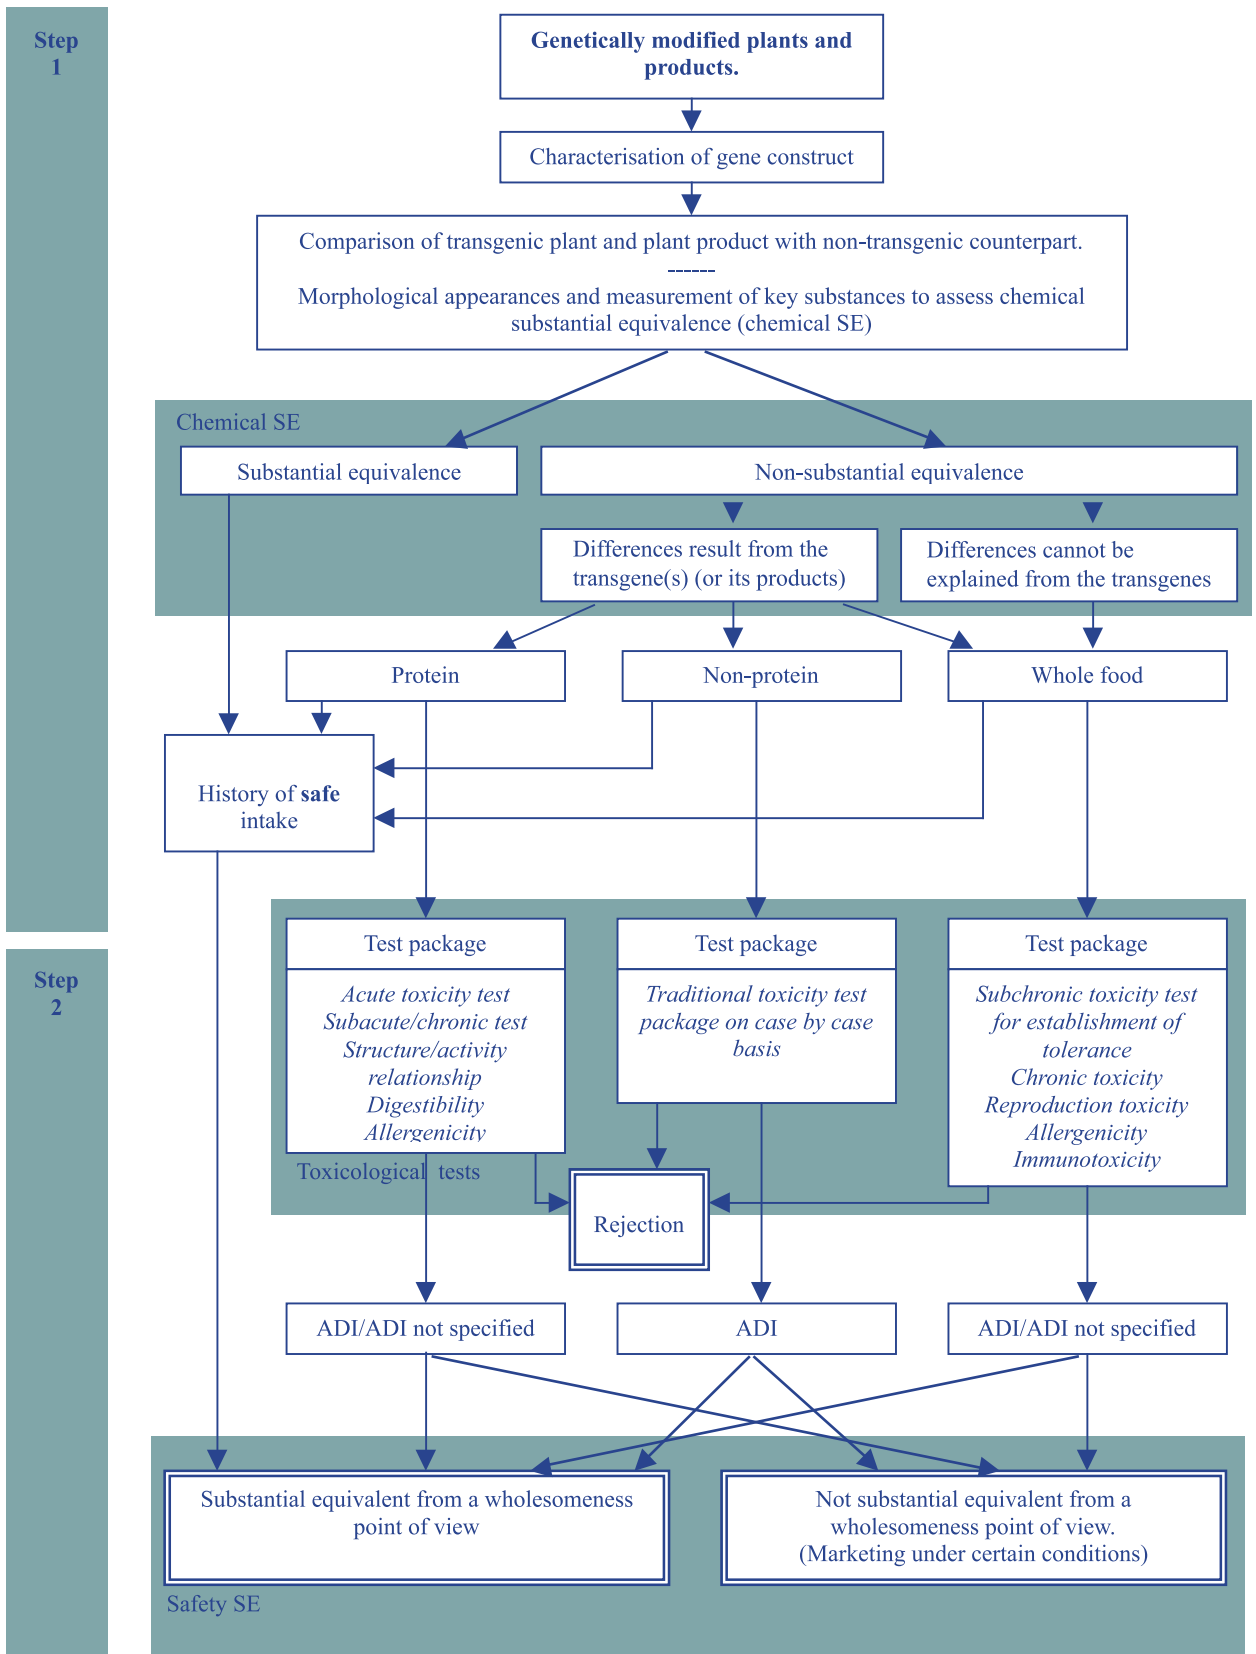 Step
1
Genetically modified plants and
products.
Characterisation of gene construct
Comparison of transgenic plant and plant product with non-transgenic counterpart.
------
Morphological appearances and measurement of key substances to assess chemical
substantial equivalence (chemical SE)
Chemical SE
Substantial equivalence
Non-substantial equivalence
Differences result from the
transgene(s) (or its products)
Differences cannot be
explained from the transgenes
Protein
Non-protein
Whole food
History of safe
intake
Step
2
Test package
Acute toxicity test
Subacute/chronic test
Structure/activity
relationship
Digestibility
Allergenicity
Test package
Traditional toxicity test
package on case by case
basis
Test package
Subchronic toxicity test
for establishment of
tolerance
Chronic toxicity
Reproduction toxicity
Allergenicity
Immunotoxicity
Toxicological tests
Rejection
ADI/ADI not specified
ADI
ADI/ADI not specified
Substantial equivalent from a wholesomeness
point of view
Not substantial equivalent from a
wholesomeness point of view.
(Marketing under certain conditions)
Safety SE